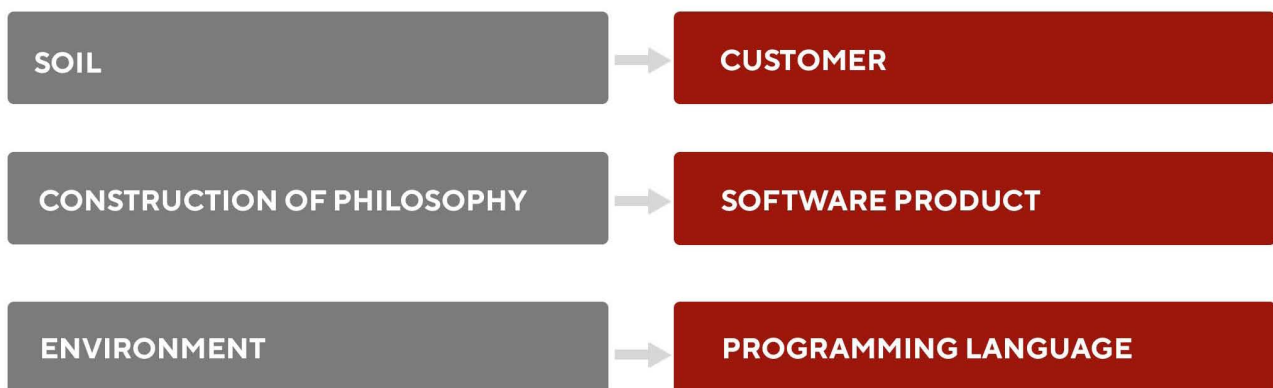 SOIL
CUSTOMER
CONSTRUCTION OF PHILOSOPHY
SOFTWARE PRODUCT
ENVIRONMENT
PROGRAMMING LANGUAGE